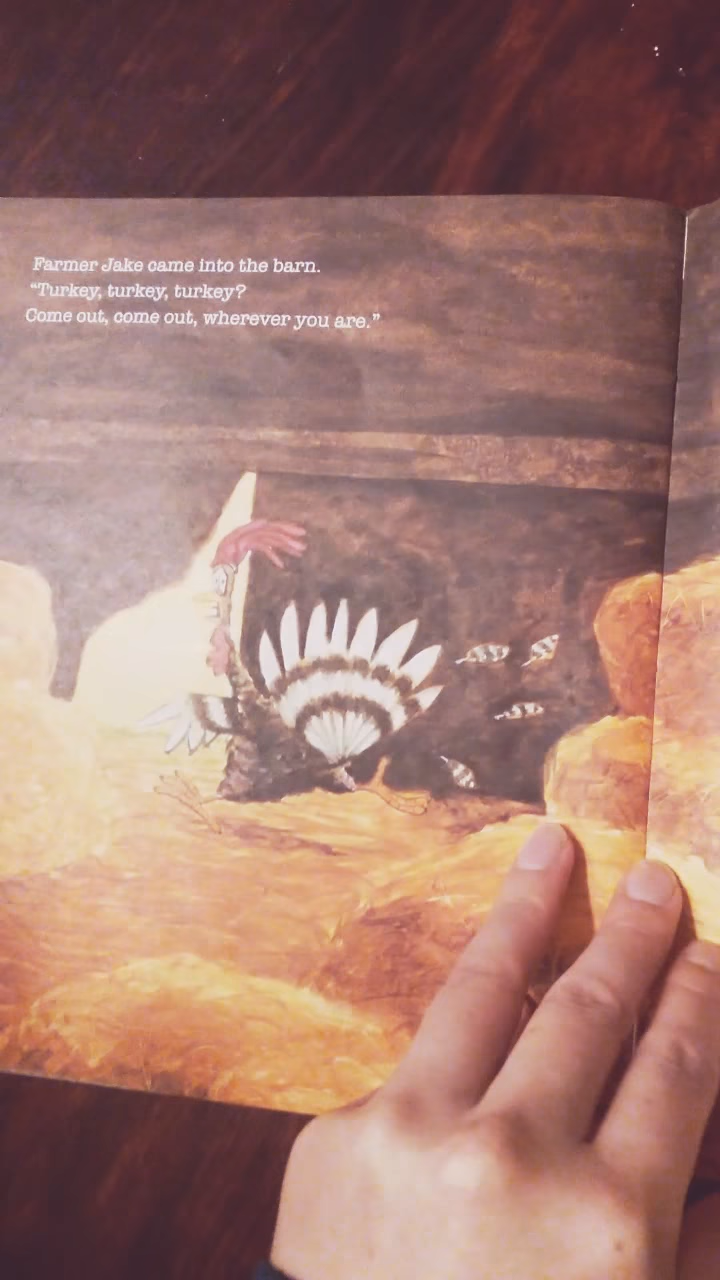 Farmer Jake came into the barn.
“Turkey, turkey, turkey?
Come out, come out, wherever you are.”